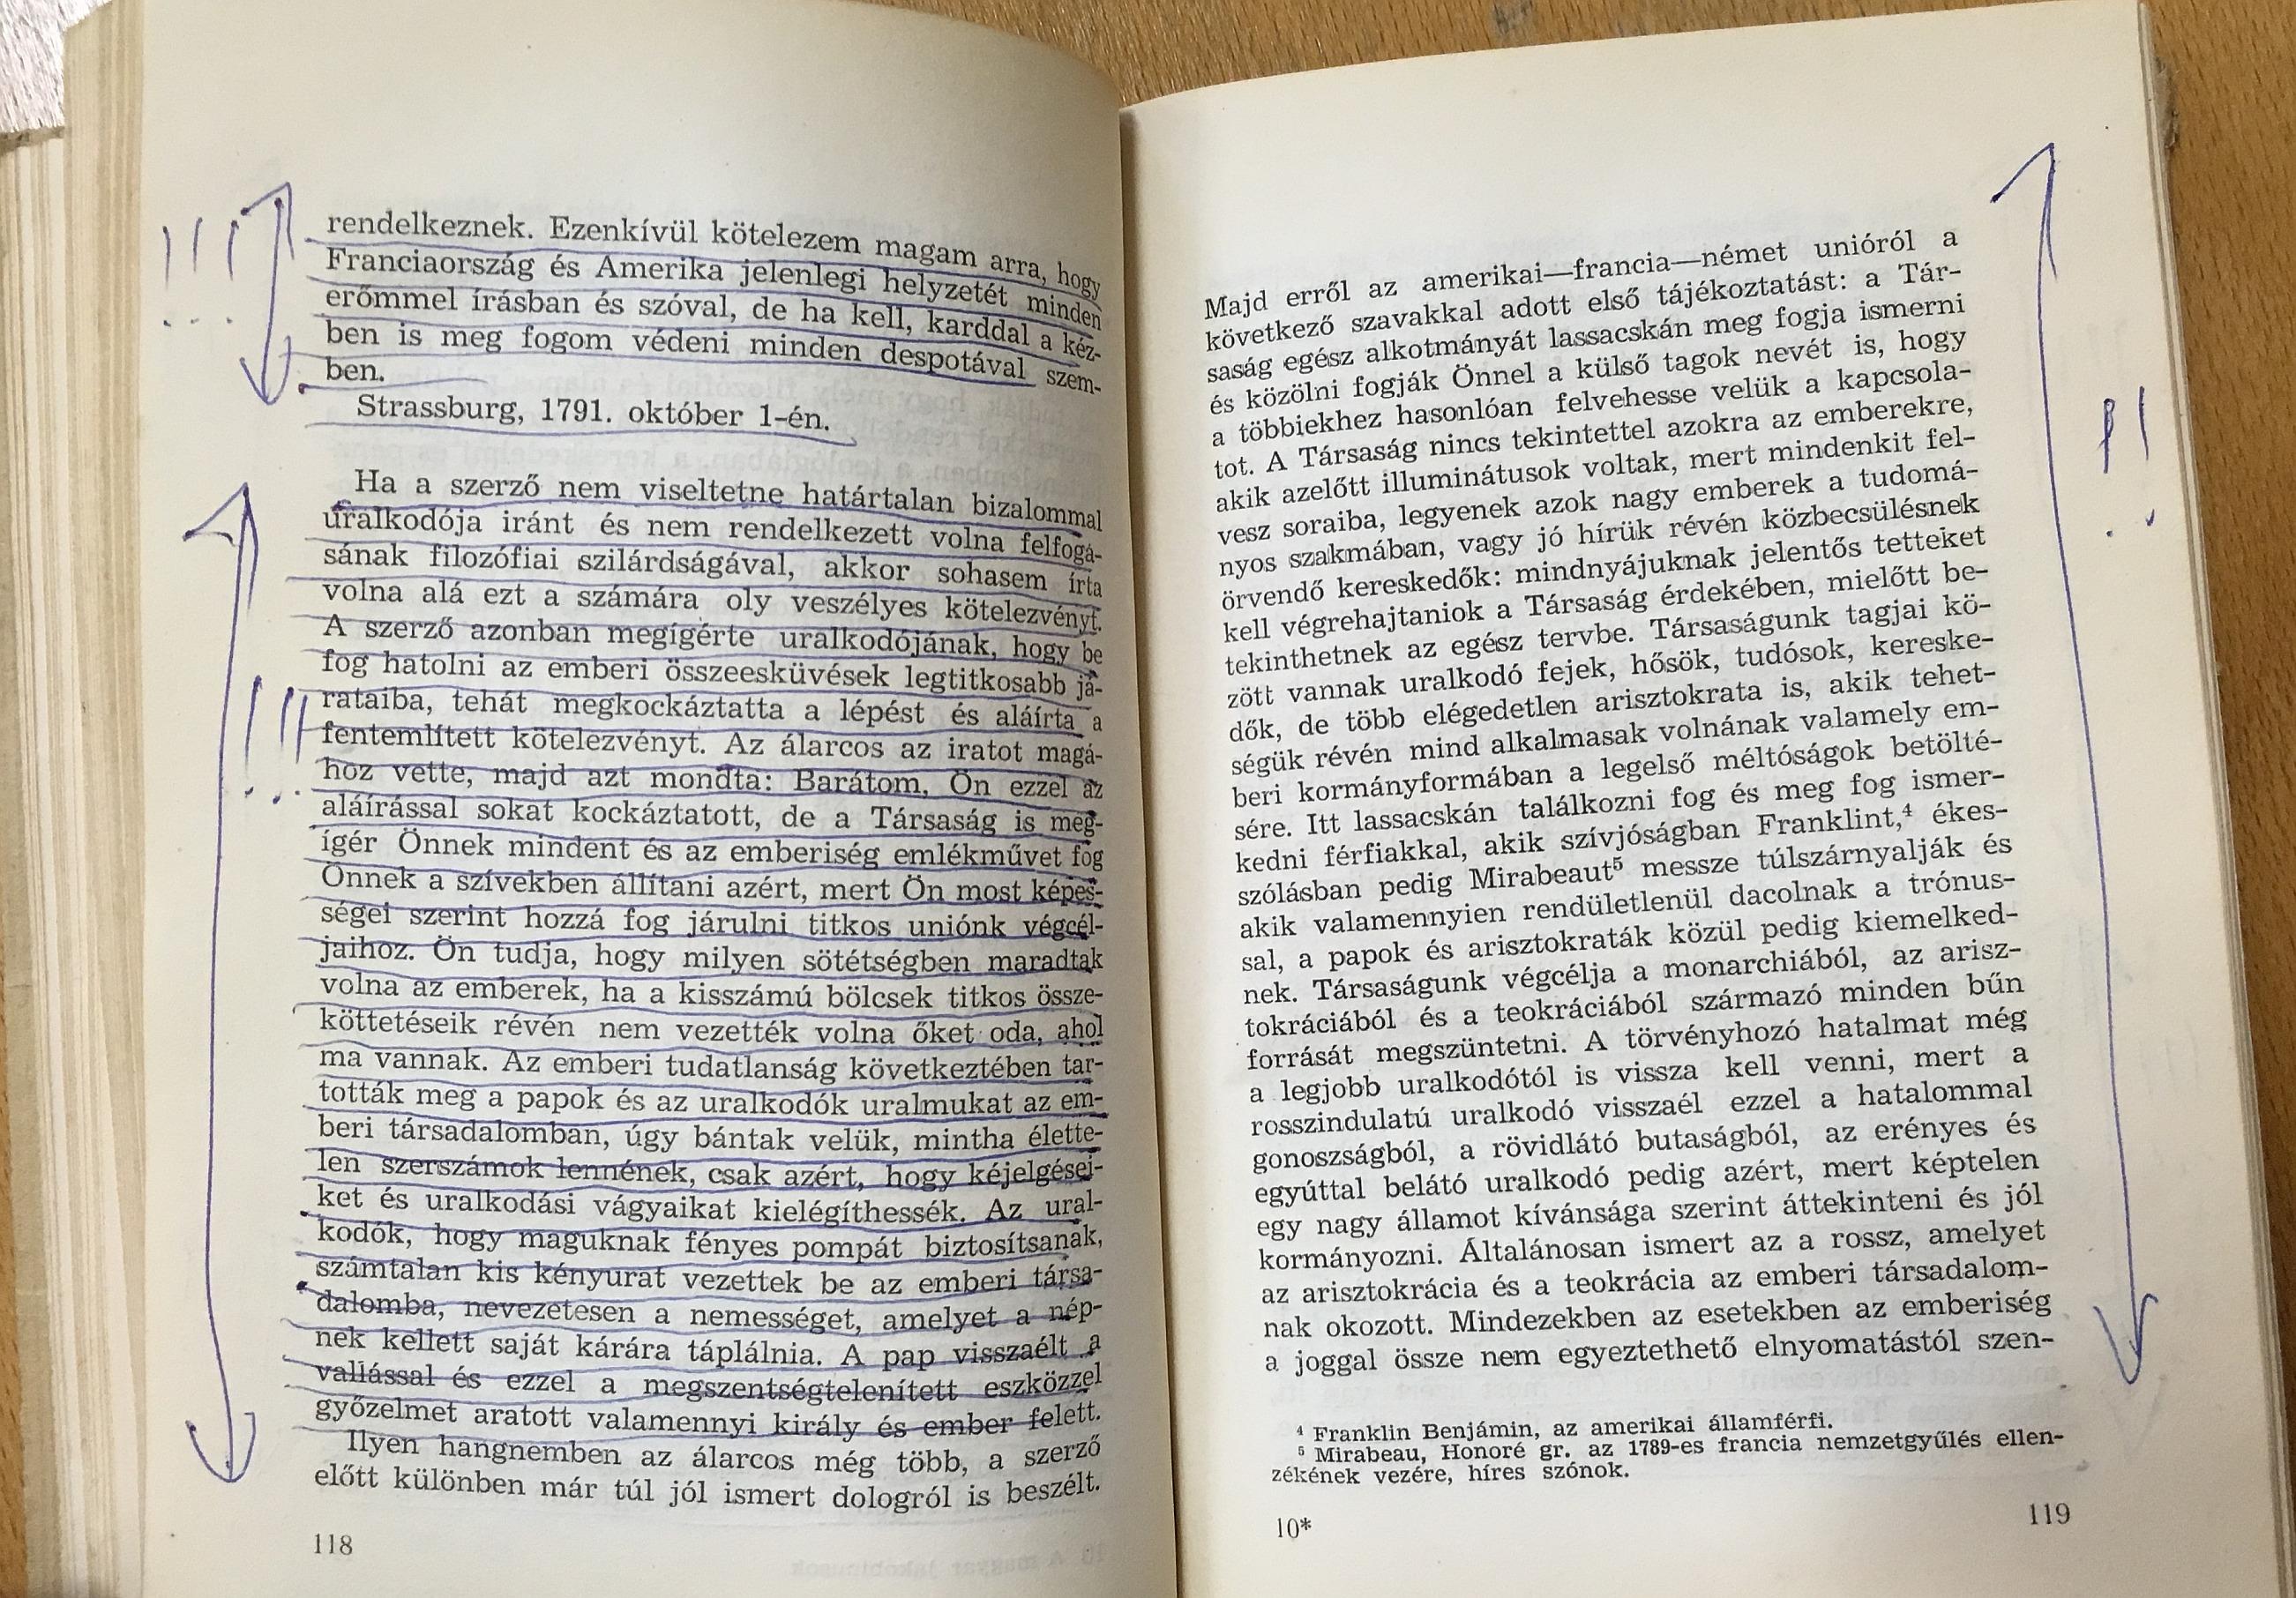 rendelkeznek. Ezenkívül kötelezem magam arra, hogy
Franciaország és Amerika jelenlegi helyzetét minden
erőmmel írásban és szóval, de ha kell, karddal a kéz-
ben is meg fogom védeni minden despotával szem-
ben.
Strassburg, 1791. október 1-én.
Ha a szerző nem viseltetne határtalan bizalommal
uralkodója iránt és nem rendelkezett volna felfogá-
sának filozófiai szilárdságával, akkor sohasem írta
volna alá ezt a számára oly veszélyes kötelezvényt.
A szerző azonban megígérte uralkodójának, hogy be
fog hatolni az emberi összeesküvések legtitkosabb já-
rataiba, tehát megkockáztatta a lépést és aláírta a
fentemlített kötelezvényt. Az álarcos az iratot magá-
hoz vette, majd azt mondta: Barátom, Ön ezzel az
aláírással sokat kockáztatott, de a Társaság is meg-
ígér Önnek mindent és az emberiség emlékművet fog
Önnek a szívekben állítani azért, mert Ön most képes-
ségei szerint hozzá fog járulni titkos uniónk végcél-
jaihoz. Ön tudja, hogy milyen sötétségben maradtak
volna az emberek, ha a kisszámú bölcsek titkos össze-
köttetéseik révén nem vezették volna őket oda, ahol
ma vannak. Az emberi tudatlanság következtében tar-
tották meg a papok és az uralkodók uralmukat az em-
beri társadalomban, úgy bántak velük, mintha élette-
len szerszámok lennének, csak azért, hogy kéjelgései-
ket és uralkodási vágyaikat kielégíthessék. Az ural-
kodók, hogy maguknak fényes pompát biztosítsanak,
számtalan kis kényurat vezettek be az emberi társa-
dalomba, nevezetesen a nemességet, amelyet a nép-
nek kellett saját kárára táplálnia. A pap visszaélt a
vallással és ezzel a megszentségtelenített eszközzel
győzelmet aratott valamennyi király és ember felett.
Ilyen hangnemben az álarcos még több, a szerző
előtt különben már túl jól ismert dologról is beszélt.
118
Majd erről az amerikai—francia—német unióról a
következő szavakkal adott első tájékoztatást: a Tár-
saság egész alkotmányát lassacskán meg fogja ismerni
és közölni fogják Önnel a külső tagok nevét is, hogy
a többiekhez hasonlóan felvehesse velük a kapcsola-
tot. A Társaság nincs tekintettel azokra az emberekre,
akik azelőtt illuminátusok voltak, mert mindenkit fel-
vesz soraiba, legyenek azok nagy emberek a tudomá-
nyos szakmában, vagy jó hírük révén közbecsülésnek
örvendő kereskedők: mindnyájuknak jelentős tetteket
kell végrehajtaniok a Társaság érdekében, mielőtt be-
tekinthetnek az egész tervbe. Társaságunk tagjai kö-
zött vannak uralkodó fejek, hősök, tudósok, kereske-
dők, de több elégedetlen arisztokrata is, akik tehet-
ségük révén mind alkalmasak volnának valamely em-
beri kormányformában a legelső méltóságok betölté-
sére. Itt lassacskán találkozni fog és meg fog ismer-
kedni férfiakkal, akik szívjóságban Franklint,⁴ ékes-
szólásban pedig Mirabeaut⁵ messze túlszárnyalják és
akik valamennyien rendületlenül dacolnak a trónus-
sal, a papok és arisztokraták közül pedig kiemelked-
nek. Társaságunk végcélja a monarchiából, az arisz-
tokráciából és a teokráciából származó minden bűn
forrását megszüntetni. A törvényhozó hatalmat még
a legjobb uralkodótól is vissza kell venni, mert a
rosszindulatú uralkodó visszaél ezzel a hatalommal
gonoszságból, a rövidlátó butaságból, az erényes és
egyúttal belátó uralkodó pedig azért, mert képtelen
egy nagy államot kívánsága szerint áttekinteni és jól
kormányozni. Általánosan ismert az a rossz, amelyet
az arisztokrácia és a teokrácia az emberi társadalom-
nak okozott. Mindezekben az esetekben az emberiség
a joggal össze nem egyeztethető elnyomatástól szen-
⁴ Franklin Benjámin, az amerikai államférfi.
⁵ Mirabeau, Honoré gr. az 1789-es francia nemzetgyűlés ellen-
zékének vezére, híres szónok.
10*
119